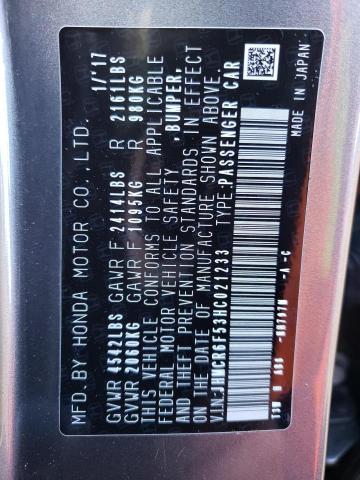 MFD. BY HONDA MOTOR CO., LTD. 1/'17
GVWR 4542LBS GAWR F 2414LBS R 2161LBS
GVWR 2060KG GAWR F 1095KG R 980KG
THIS VEHICLE CONFORMS TO ALL APPLICABLE
FEDERAL MOTOR VEHICLE SAFETY ,BUMPER,
AND THEFT PREVENTION STANDARDS IN EFFECT
ON THE DATE OF MANUFACTURE SHOWN ABOVE.
V.I.N: TYPE:PASSENGER CAR
-A -C MADE IN JAPAN